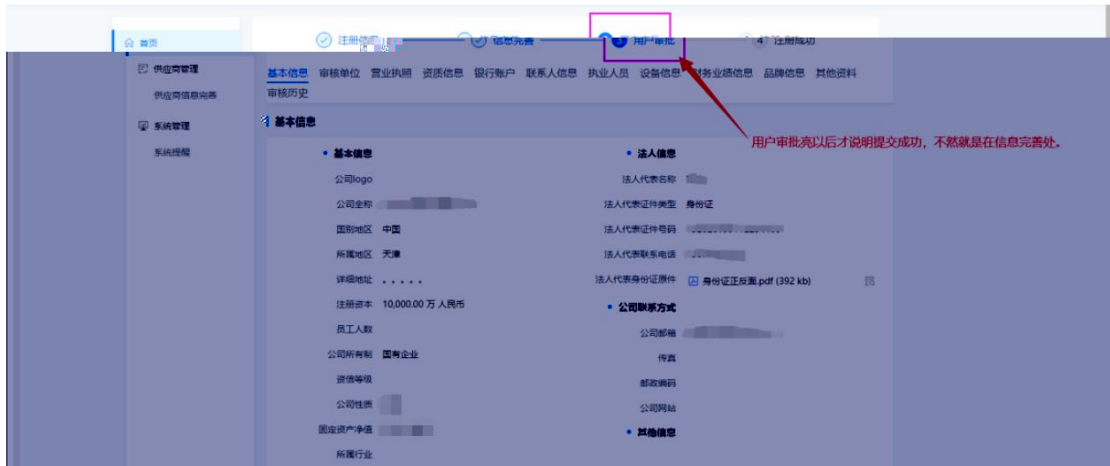 注册信息
信息完善
3 用户审批
4 注册成功
首页
供应商管理
供应商信息完善
系统管理
系统提醒
基本信息 审核单位 营业执照 资质信息 银行账户 联系人信息 执业人员 设备信息 财务业绩信息 品牌信息 其他资料
审核历史
基本信息
用户审批亮以后才说明提交成功，不然就是在信息完善处。
• 基本信息
公司logo
公司全称
国别地区 中国
所属地区 天津
详细地址 . . . . .
注册资本 10,000.00 万人民币
员工人数
公司所有制 国有企业
资信等级
公司性质
固定资产净值
所属行业
• 法人信息
法人代表名称
法人代表证件类型 身份证
法人代表证件号码
法人代表联系电话
法人代表身份证原件 身份证正反面.pdf (392 kb)
• 公司联系方式
公司邮箱
传真
邮政编码
公司网站
• 其他信息